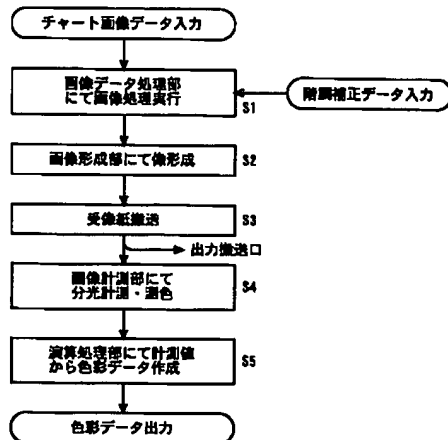 チャート画像データ入力
画像データ処理部
にて画像処理実行
S1
階調補正データ入力
画像形成部にて像形成
S2
受像紙搬送
S3
出力搬送口
画像計測部にて
分光計測・測色
S4
演算処理部にて計測値
から色彩データ作成
S5
色彩データ出力